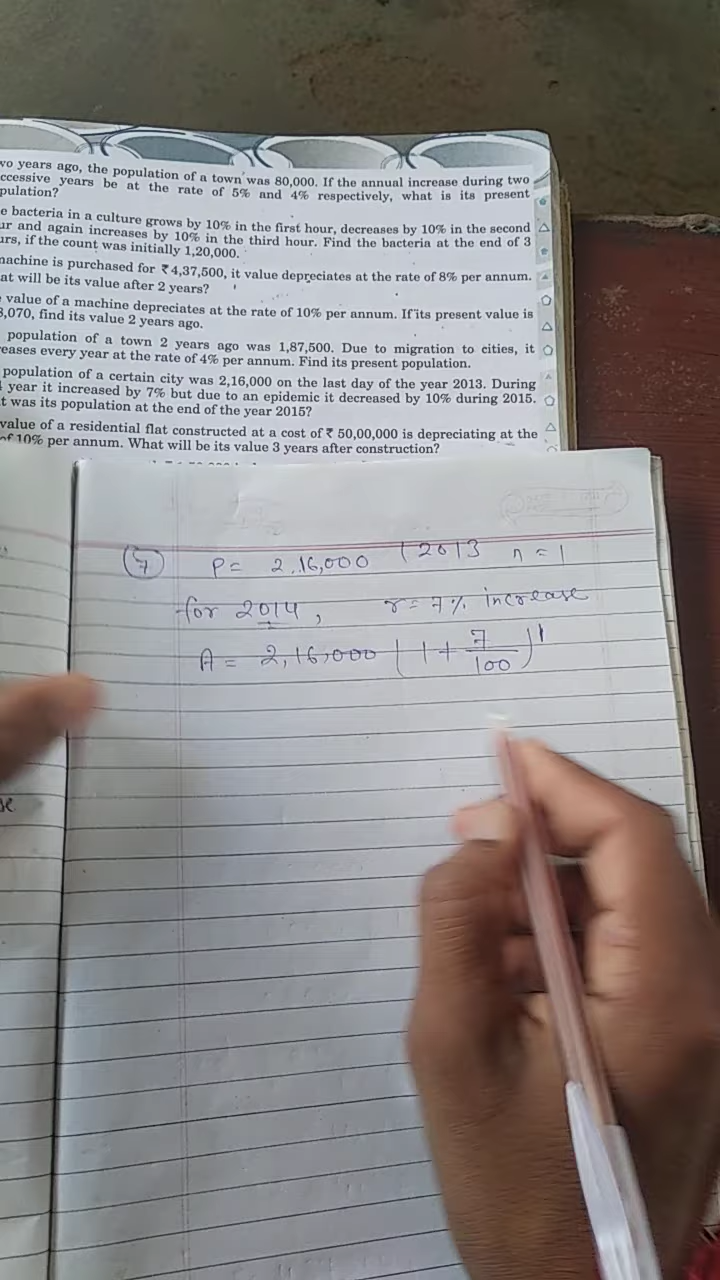 years ago, the population of a town was 80,000. If the annual increase during two
ccessive years be at the rate of 5% and 4% respectively, what is its present
pulation?
e bacteria in a culture grows by 10% in the first hour, decreases by 10% in the second
ur and again increases by 10% in the third hour. Find the bacteria at the end of 3
urs, if the count was initially 1,20,000.
machine is purchased for ₹ 4,37,500, it value depreciates at the rate of 8% per annum.
at will be its value after 2 years?
value of a machine depreciates at the rate of 10% per annum. If its present value is
,070, find its value 2 years ago.
population of a town 2 years ago was 1,87,500. Due to migration to cities, it
eases every year at the rate of 4% per annum. Find its present population.
population of a certain city was 2,16,000 on the last day of the year 2013. During
year it increased by 7% but due to an epidemic it decreased by 10% during 2015.
t was its population at the end of the year 2015?
value of a residential flat constructed at a cost of ₹ 50,00,000 is depreciating at the
of 10% per annum. What will be its value 3 years after construction?
7 P = 2,16,000 ( 2013 n = 1
for 2014, r = 7% increase
A = 2,16,000 ( 1 + 7/100 )^1
se